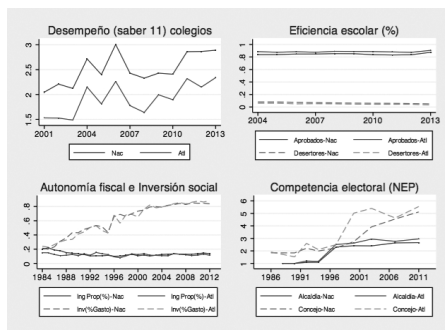 Desempeño (saber 11) colegios
3
2.5
2
1.5
2001 2004 2007 2010 2013
Nac Atl
Eficiencia escolar (%)
1
.8
.6
.4
.2
0
2004 2007 2010 2013
Aprobados-Nac Aprobados-Atl
Desertores-Nac Desertores-Atl
Autonomía fiscal e Inversión social
.8
.6
.4
.2
0
1984 1988 1992 1996 2000 2004 2008 2012
Ing Prop(%)-Nac Ing Prop(%)-Atl
Inv(%Gasto)-Nac Inv(%Gasto)-Atl
Competencia electoral (NEP)
6
5
4
3
2
1
1986 1991 1996 2001 2006 2011
Alcaldía-Nac Alcaldía-Atl
Concejo-Nac Concejo-Atl